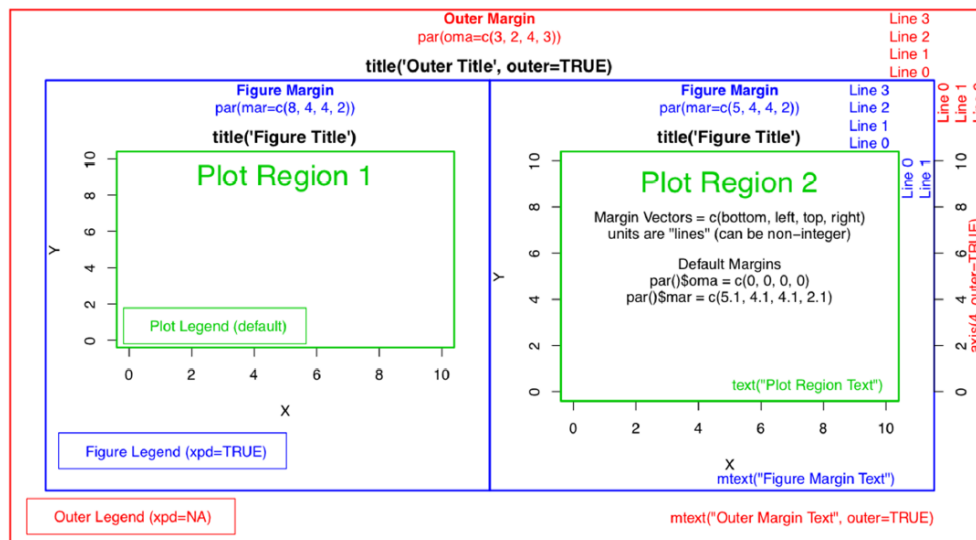 Outer Margin
par(oma=c(3, 2, 4, 3))
title('Outer Title', outer=TRUE)
Line 3
Line 2
Line 1
Line 0
Line 0
Line 1
Figure Margin
par(mar=c(8, 4, 4, 2))
title('Figure Title')
Plot Region 1
Y
10
8
6
4
2
0
Plot Legend (default)
0 2 4 6 8 10
X
Figure Legend (xpd=TRUE)
Figure Margin
par(mar=c(5, 4, 4, 2))
title('Figure Title')
Line 3
Line 2
Line 1
Line 0
Line 0
Line 1
Plot Region 2
Margin Vectors = c(bottom, left, top, right)
units are "lines" (can be non-integer)
Default Margins
par()$oma = c(0, 0, 0, 0)
par()$mar = c(5.1, 4.1, 4.1, 2.1)
text("Plot Region Text")
Y
10
8
6
4
2
0
0 2 4 6 8 10
X
mtext("Figure Margin Text")
10
8
6
4
2
0
axis(4, outer=TRUE)
Outer Legend (xpd=NA)
mtext("Outer Margin Text", outer=TRUE)